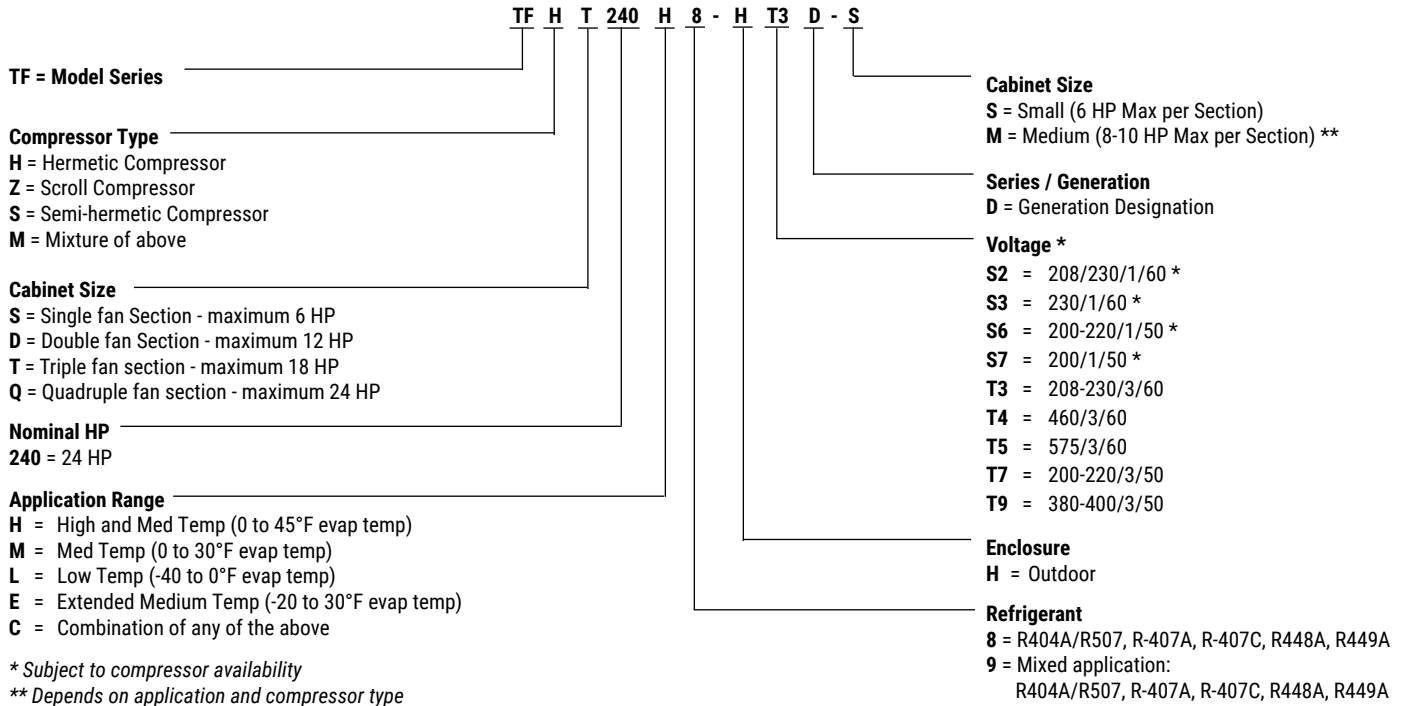 TF H T 240 H 8 - H T3 D - S
TF = Model Series
Compressor Type
H = Hermetic Compressor
Z = Scroll Compressor
S = Semi-hermetic Compressor
M = Mixture of above
Cabinet Size
S = Single fan Section - maximum 6 HP
D = Double fan Section - maximum 12 HP
T = Triple fan section - maximum 18 HP
Q = Quadruple fan section - maximum 24 HP
Nominal HP
240 = 24 HP
Application Range
H = High and Med Temp (0 to 45°F evap temp)
M = Med Temp (0 to 30°F evap temp)
L = Low Temp (-40 to 0°F evap temp)
E = Extended Medium Temp (-20 to 30°F evap temp)
C = Combination of any of the above
* Subject to compressor availability
** Depends on application and compressor type
Cabinet Size
S = Small (6 HP Max per Section)
M = Medium (8-10 HP Max per Section) **
Series / Generation
D = Generation Designation
Voltage *
S2 = 208/230/1/60 *
S3 = 230/1/60 *
S6 = 200-220/1/50 *
S7 = 200/1/50 *
T3 = 208-230/3/60
T4 = 460/3/60
T5 = 575/3/60
T7 = 200-220/3/50
T9 = 380-400/3/50
Enclosure
H = Outdoor
Refrigerant
8 = R404A/R507, R-407A, R-407C, R448A, R449A
9 = Mixed application:
R404A/R507, R-407A, R-407C, R448A, R449A